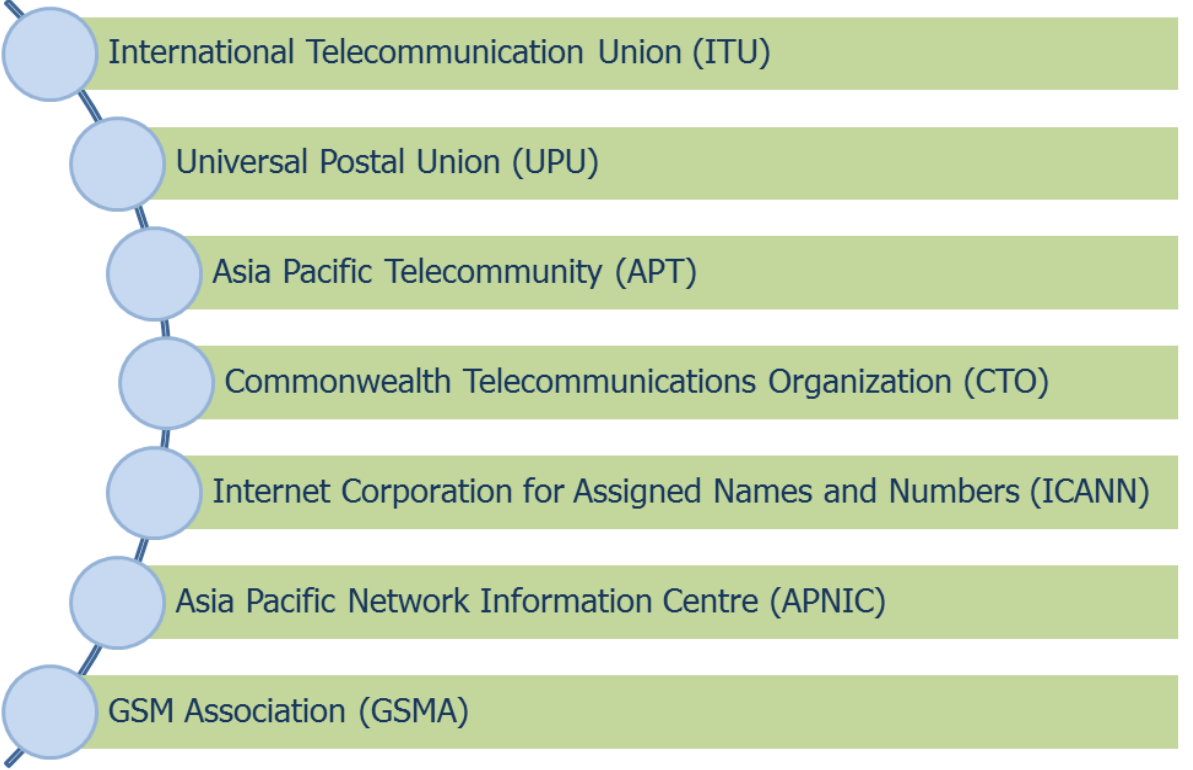 International Telecommunication Union (ITU)
Universal Postal Union (UPU)
Asia Pacific Telecommunity (APT)
Commonwealth Telecommunications Organization (CTO)
Internet Corporation for Assigned Names and Numbers (ICANN)
Asia Pacific Network Information Centre (APNIC)
GSM Association (GSMA)